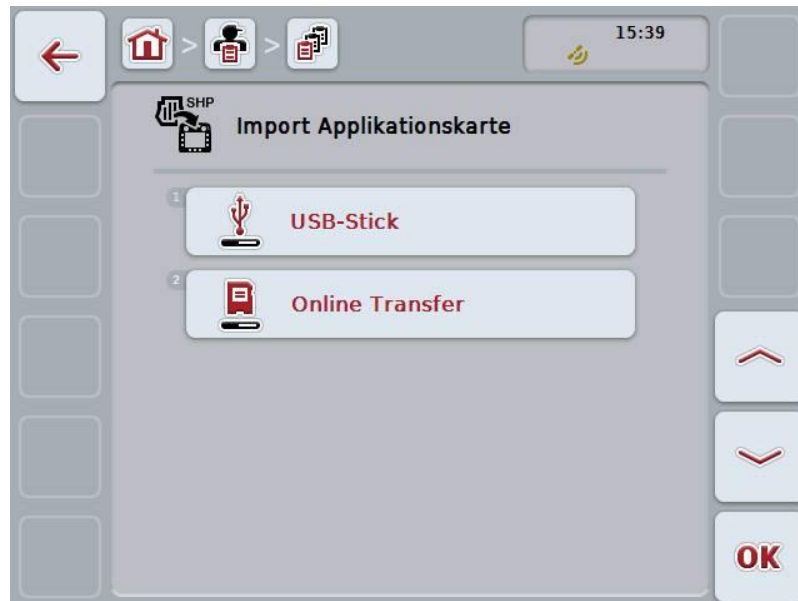 15:39
SHP
Import Applikationskarte
1
USB-Stick
2
Online Transfer
OK